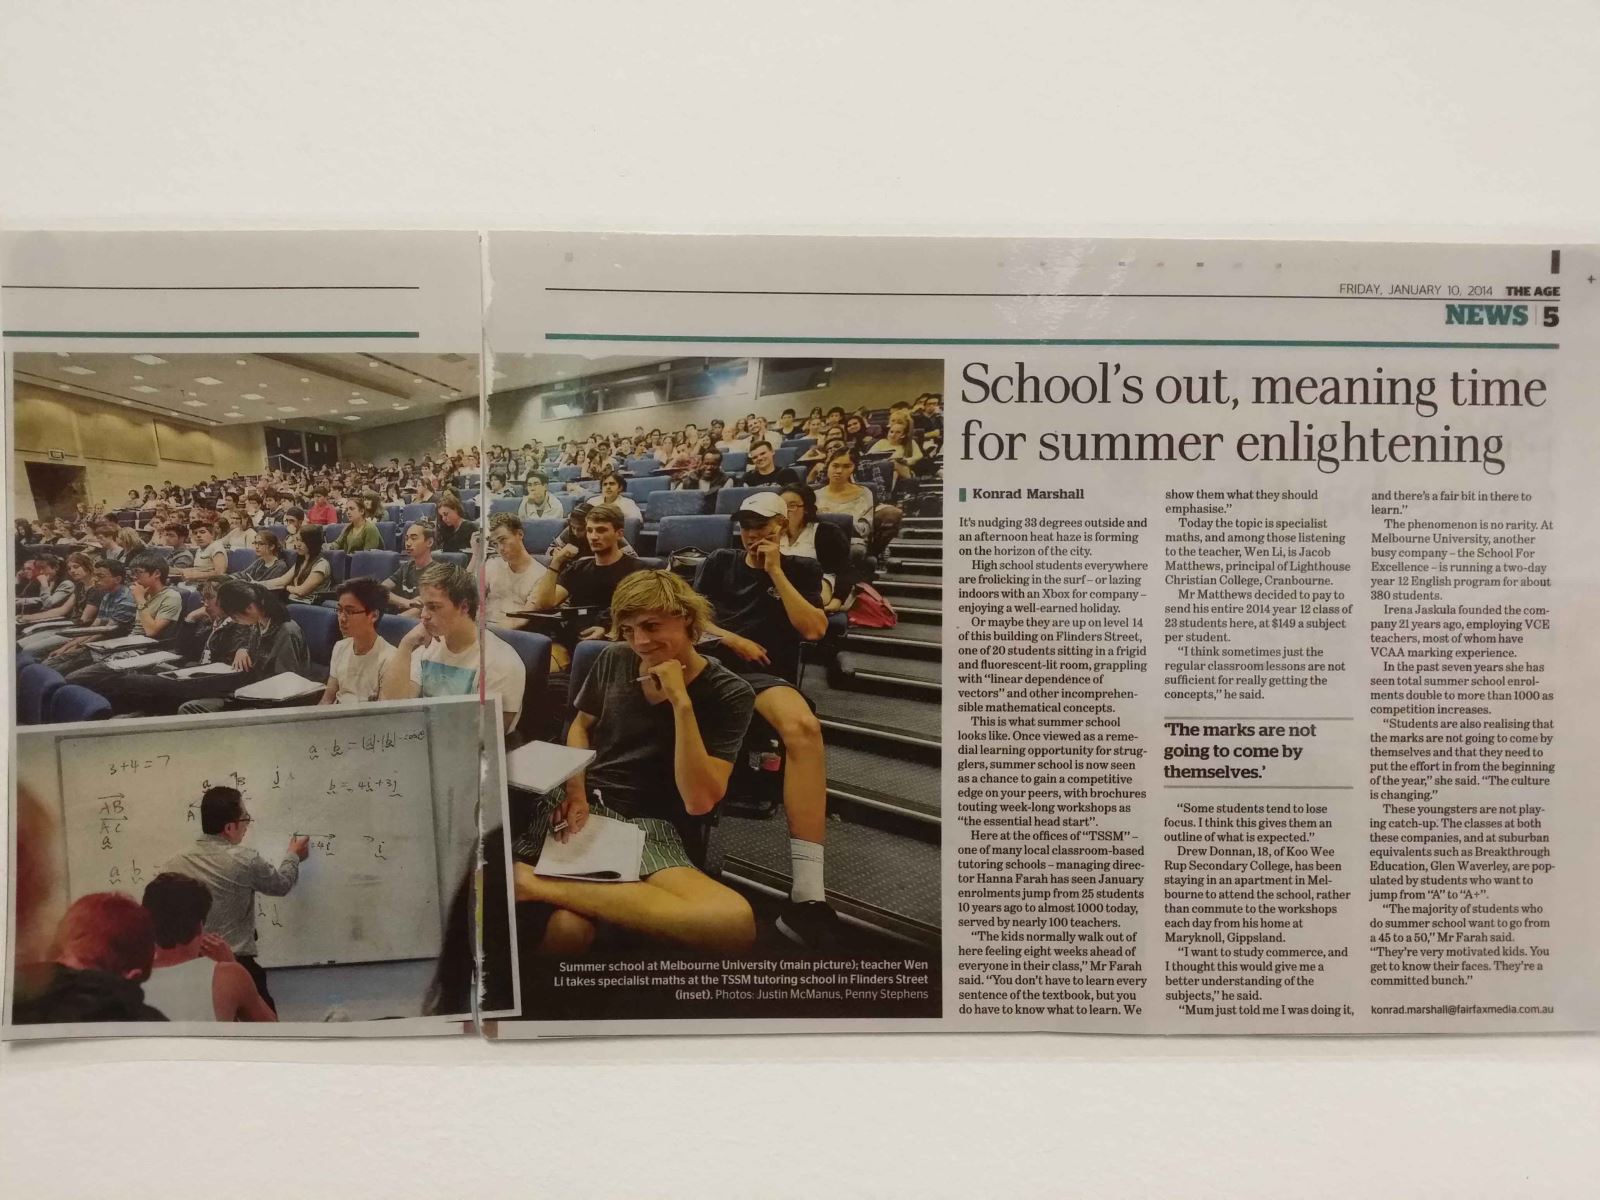 FRIDAY, JANUARY 10, 2014 THE AGE
NEWS 5
School's out, meaning time
for summer enlightening
Konrad Marshall
It's nudging 33 degrees outside and
an afternoon heat haze is forming
on the horizon of the city.
High school students everywhere
are frolicking in the surf – or lazing
indoors with an Xbox for company –
enjoying a well-earned holiday.
Or maybe they are up on level 14
of this building on Flinders Street,
one of 20 students sitting in a frigid
and fluorescent-lit room, grappling
with "linear dependence of
vectors" and other incomprehen-
sible mathematical concepts.
This is what summer school
looks like. Once viewed as a reme-
dial learning opportunity for strug-
glers, summer school is now seen
as a chance to gain a competitive
edge on your peers, with brochures
touting week-long workshops as
"the essential head start".
Here at the offices of "TSSM" –
one of many local classroom-based
tutoring schools – managing direc-
tor Hanna Farah has seen January
enrolments jump from 25 students
10 years ago to almost 1000 today,
served by nearly 100 teachers.
"The kids normally walk out of
here feeling eight weeks ahead of
everyone in their class," Mr Farah
said. "You don't have to learn every
sentence of the textbook, but you
do have to know what to learn. We
show them what they should
emphasise."
Today the topic is specialist
maths, and among those listening
to the teacher, Wen Li, is Jacob
Matthews, principal of Lighthouse
Christian College, Cranbourne.
Mr Matthews decided to pay to
send his entire 2014 year 12 class of
23 students here, at $149 a subject
per student.
"I think sometimes just the
regular classroom lessons are not
sufficient for really getting the
concepts," he said.
'The marks are not
going to come by
themselves.'
"Some students tend to lose
focus. I think this gives them an
outline of what is expected."
Drew Donnan, 18, of Koo Wee
Rup Secondary College, has been
staying in an apartment in Mel-
bourne to attend the school, rather
than commute to the workshops
each day from his home at
Maryknoll, Gippsland.
"I want to study commerce, and
I thought this would give me a
better understanding of the
subjects," he said.
"Mum just told me I was doing it,
and there's a fair bit in there to
learn."
The phenomenon is no rarity. At
Melbourne University, another
busy company – the School For
Excellence – is running a two-day
year 12 English program for about
380 students.
Irena Jaskula founded the com-
pany 21 years ago, employing VCE
teachers, most of whom have
VCAA marking experience.
In the past seven years she has
seen total summer school enrol-
ments double to more than 1000 as
competition increases.
"Students are also realising that
the marks are not going to come by
themselves and that they need to
put the effort in from the beginning
of the year," she said. "The culture
is changing."
These youngsters are not play-
ing catch-up. The classes at both
these companies, and at suburban
equivalents such as Breakthrough
Education, Glen Waverley, are pop-
ulated by students who want to
jump from "A" to "A+".
"The majority of students who
do summer school want to go from
a 45 to a 50," Mr Farah said.
"They're very motivated kids. You
get to know their faces. They're a
committed bunch."
konrad.marshall@fairfaxmedia.com.au
Summer school at Melbourne University (main picture); teacher Wen
Li takes specialist maths at the TSSM tutoring school in Flinders Street
(inset). Photos: Justin McManus, Penny Stephens
3+4=7
AB
AC
a
a b =
b = 4i+3j